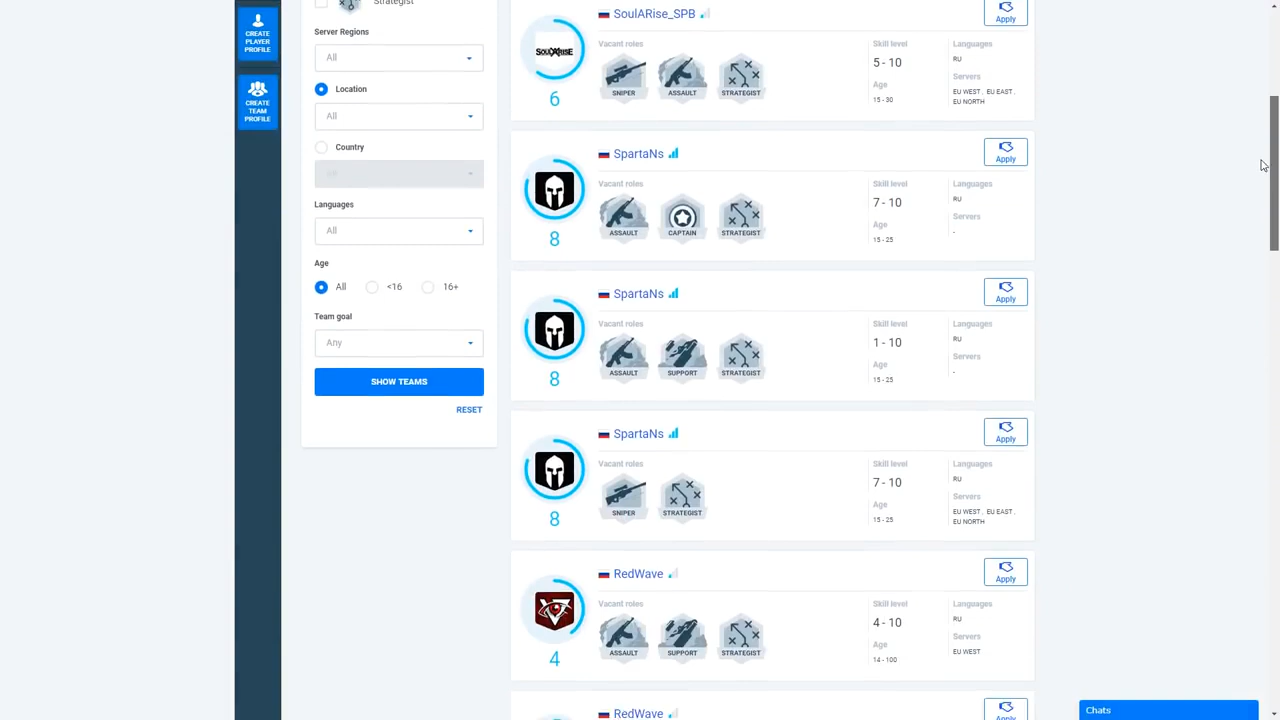 CREATE
PLAYER
PROFILE
CREATE
TEAM
PROFILE
Strategist
Server Regions
All
Location
All
Country
Languages
All
Age
All
<16
16+
Team goal
Any
SHOW TEAMS
RESET
SOULARISE
6
SoulARise_SPB
Apply
Vacant roles
SNIPER
ASSAULT
STRATEGIST
Skill level
5 - 10
Age
15 - 30
Languages
RU
Servers
EU WEST , EU EAST ,
EU NORTH
8
SpartaNs
Apply
Vacant roles
ASSAULT
CAPTAIN
STRATEGIST
Skill level
7 - 10
Age
15 - 25
Languages
RU
Servers
-
8
SpartaNs
Apply
Vacant roles
ASSAULT
SUPPORT
STRATEGIST
Skill level
1 - 10
Age
15 - 25
Languages
RU
Servers
-
8
SpartaNs
Apply
Vacant roles
SNIPER
STRATEGIST
Skill level
7 - 10
Age
15 - 25
Languages
RU
Servers
EU WEST , EU EAST ,
EU NORTH
4
RedWave
Apply
Vacant roles
ASSAULT
SUPPORT
STRATEGIST
Skill level
4 - 10
Age
14 - 100
Languages
RU
Servers
EU WEST
RedWave
Apply
Chats